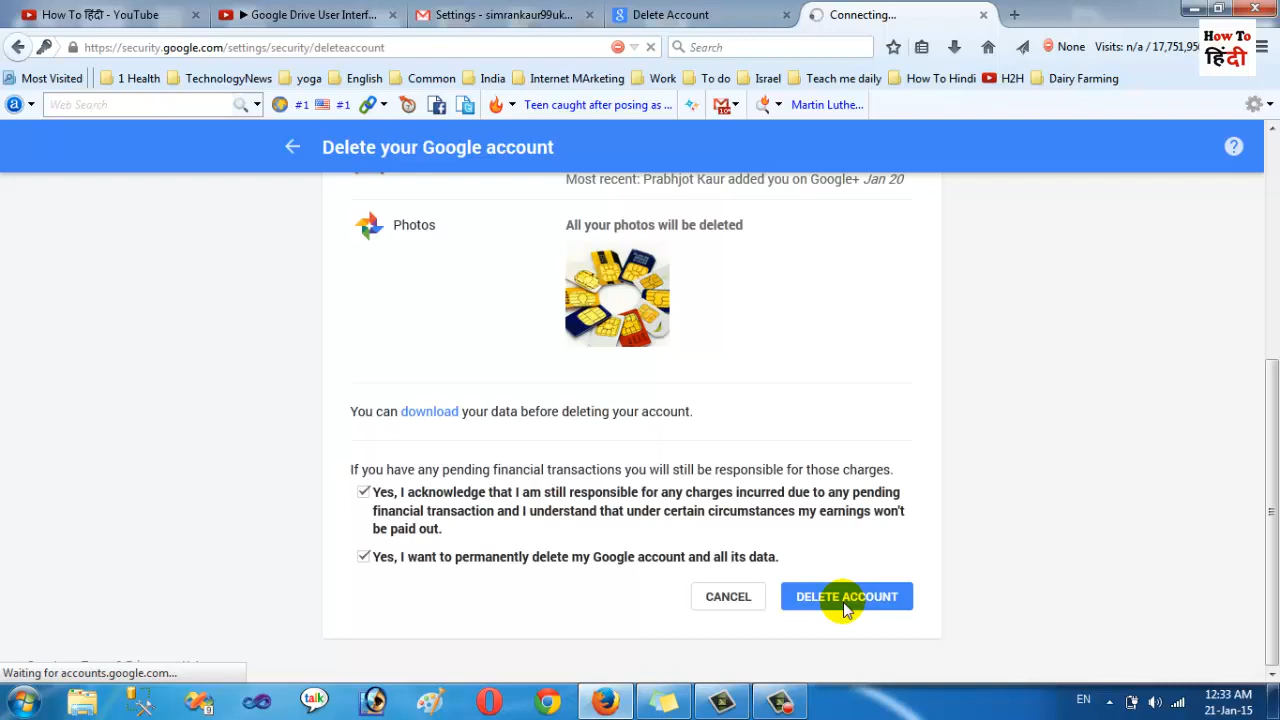 How To हिंदी - YouTube
▶ Google Drive User Interf...
Settings - simrankaur99uk...
Delete Account
Connecting...
https://security.google.com/settings/security/deleteaccount
Search
None
Visits: n/a / 17,751,95
How To
हिंदी
Most Visited
1 Health
TechnologyNews
yoga
English
Common
India
Internet MArketing
Work
To do
Israel
Teach me daily
How To Hindi
H2H
Dairy Farming
Web Search
#1
#1
Teen caught after posing as ...
Martin Luthe...
Delete your Google account
Most recent: Prabhjot Kaur added you on Google+ Jan 20
Photos
All your photos will be deleted
You can download your data before deleting your account.
If you have any pending financial transactions you will still be responsible for those charges.
Yes, I acknowledge that I am still responsible for any charges incurred due to any pending
financial transaction and I understand that under certain circumstances my earnings won't
be paid out.
Yes, I want to permanently delete my Google account and all its data.
CANCEL
DELETE ACCOUNT
Waiting for accounts.google.com...
talk
EN
12:33 AM
21-Jan-15